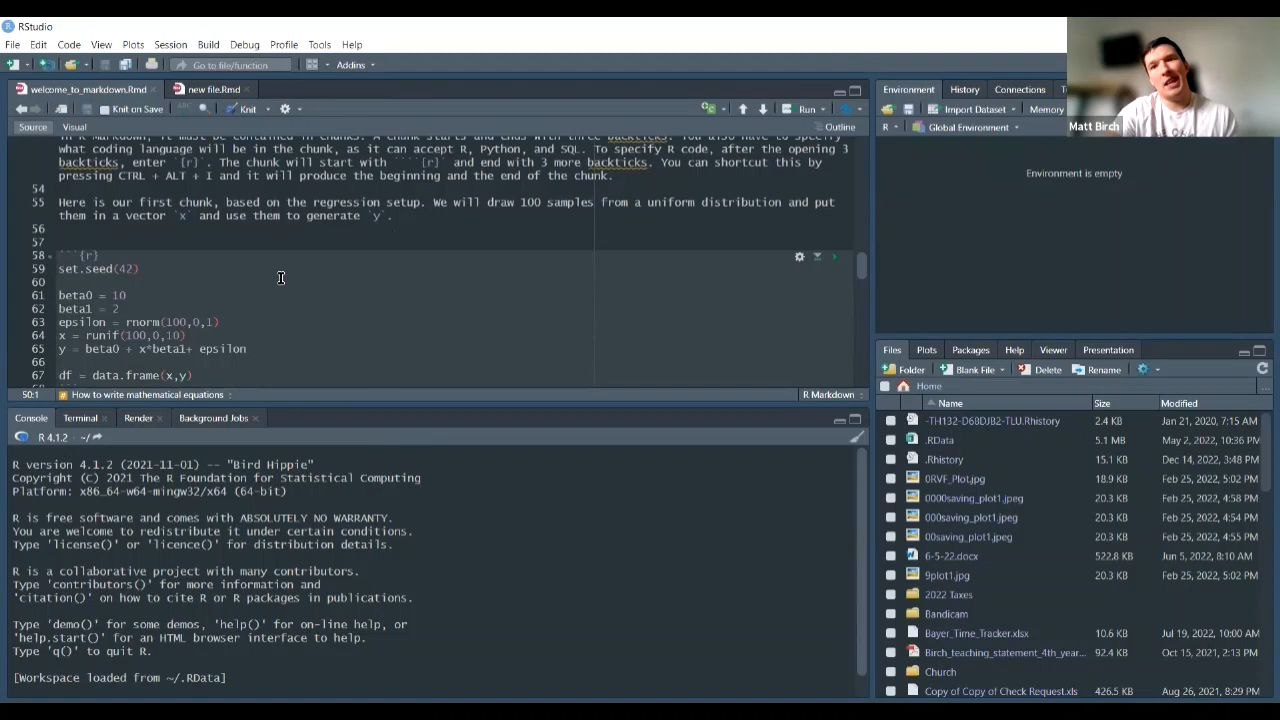 RStudio
File Edit Code View Plots Session Build Debug Profile Tools Help
Go to file/function Addins
welcome_to_markdown.Rmd new file.Rmd
Knit on Save ABC Knit Run
Source Visual Outline
what coding language will be in the chunk, as it can accept R, Python, and SQL. To specify R code, after the opening 3
backticks, enter `{r}`. The chunk will start with ````{r} and end with 3 more backticks. You can shortcut this by
pressing CTRL + ALT + I and it will produce the beginning and the end of the chunk.
54
55 Here is our first chunk, based on the regression setup. We will draw 100 samples from a uniform distribution and put
them in a vector `x` and use them to generate `y`.
56
57
58 ```{r}
59 set.seed(42)
60
61 beta0 = 10
62 beta1 = 2
63 epsilon = rnorm(100,0,1)
64 x = runif(100,0,10)
65 y = beta0 + x*beta1+ epsilon
66
67 df = data.frame(x,y)
50:1 # How to write mathematical equations R Markdown
Console Terminal Render Background Jobs
R 4.1.2 · ~/
R version 4.1.2 (2021-11-01) -- "Bird Hippie"
Copyright (C) 2021 The R Foundation for Statistical Computing
Platform: x86_64-w64-mingw32/x64 (64-bit)
R is free software and comes with ABSOLUTELY NO WARRANTY.
You are welcome to redistribute it under certain conditions.
Type 'license()' or 'licence()' for distribution details.
R is a collaborative project with many contributors.
Type 'contributors()' for more information and
'citation()' on how to cite R or R packages in publications.
Type 'demo()' for some demos, 'help()' for on-line help, or
'help.start()' for an HTML browser interface to help.
Type 'q()' to quit R.
[Workspace loaded from ~/.RData]
Matt Birch
Environment History Connections
Import Dataset Memory
R Global Environment
Environment is empty
Files Plots Packages Help Viewer Presentation
Folder Blank File Delete Rename
Home
Name Size Modified
-TH132-D68DJB2-TLU.Rhistory 2.4 KB Jan 21, 2020, 7:15 AM
.RData 5.1 MB May 2, 2022, 10:36 PM
.Rhistory 15.1 KB Dec 14, 2022, 3:48 PM
0RVF_Plot.jpg 18.9 KB Feb 25, 2022, 5:02 PM
0000saving_plot1.jpeg 20.3 KB Feb 25, 2022, 4:58 PM
000saving_plot1.jpg 20.3 KB Feb 25, 2022, 4:54 PM
00saving_plot1.jpg 20.3 KB Feb 25, 2022, 4:55 PM
6-5-22.docx 522.8 KB Jun 5, 2022, 8:10 AM
9plot1.jpg 20.3 KB Feb 25, 2022, 5:02 PM
2022 Taxes
Bandicam
Bayer_Time_Tracker.xlsx 10.6 KB Jul 19, 2022, 10:00 AM
Birch_teaching_statement_4th_year... 92.4 KB Oct 15, 2021, 2:13 PM
Church
Copy of Copy of Check Request.xls 426.5 KB Aug 26, 2021, 8:29 PM